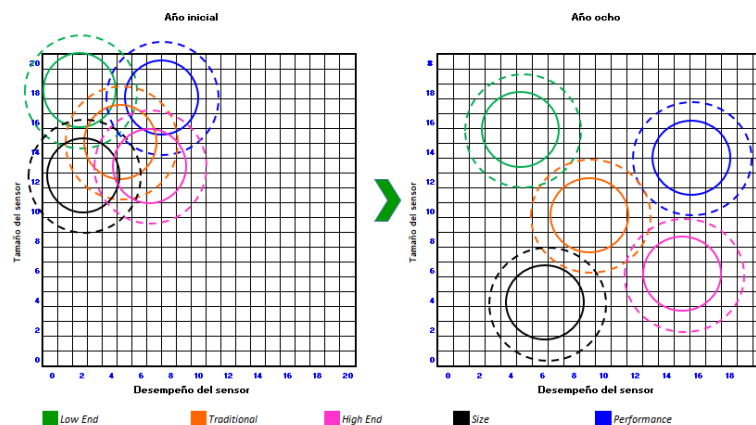 Año inicial
Tamaño del sensor
20
18
16
14
12
10
8
6
4
2
0
0 2 4 6 8 10 12 14 16 18 20
Desempeño del sensor
Año ocho
Tamaño del sensor
8
18
16
14
12
10
8
6
4
2
0
0 2 4 6 8 10 12 14 16 18
Desempeño del sensor
Low End Traditional High End Size Performance